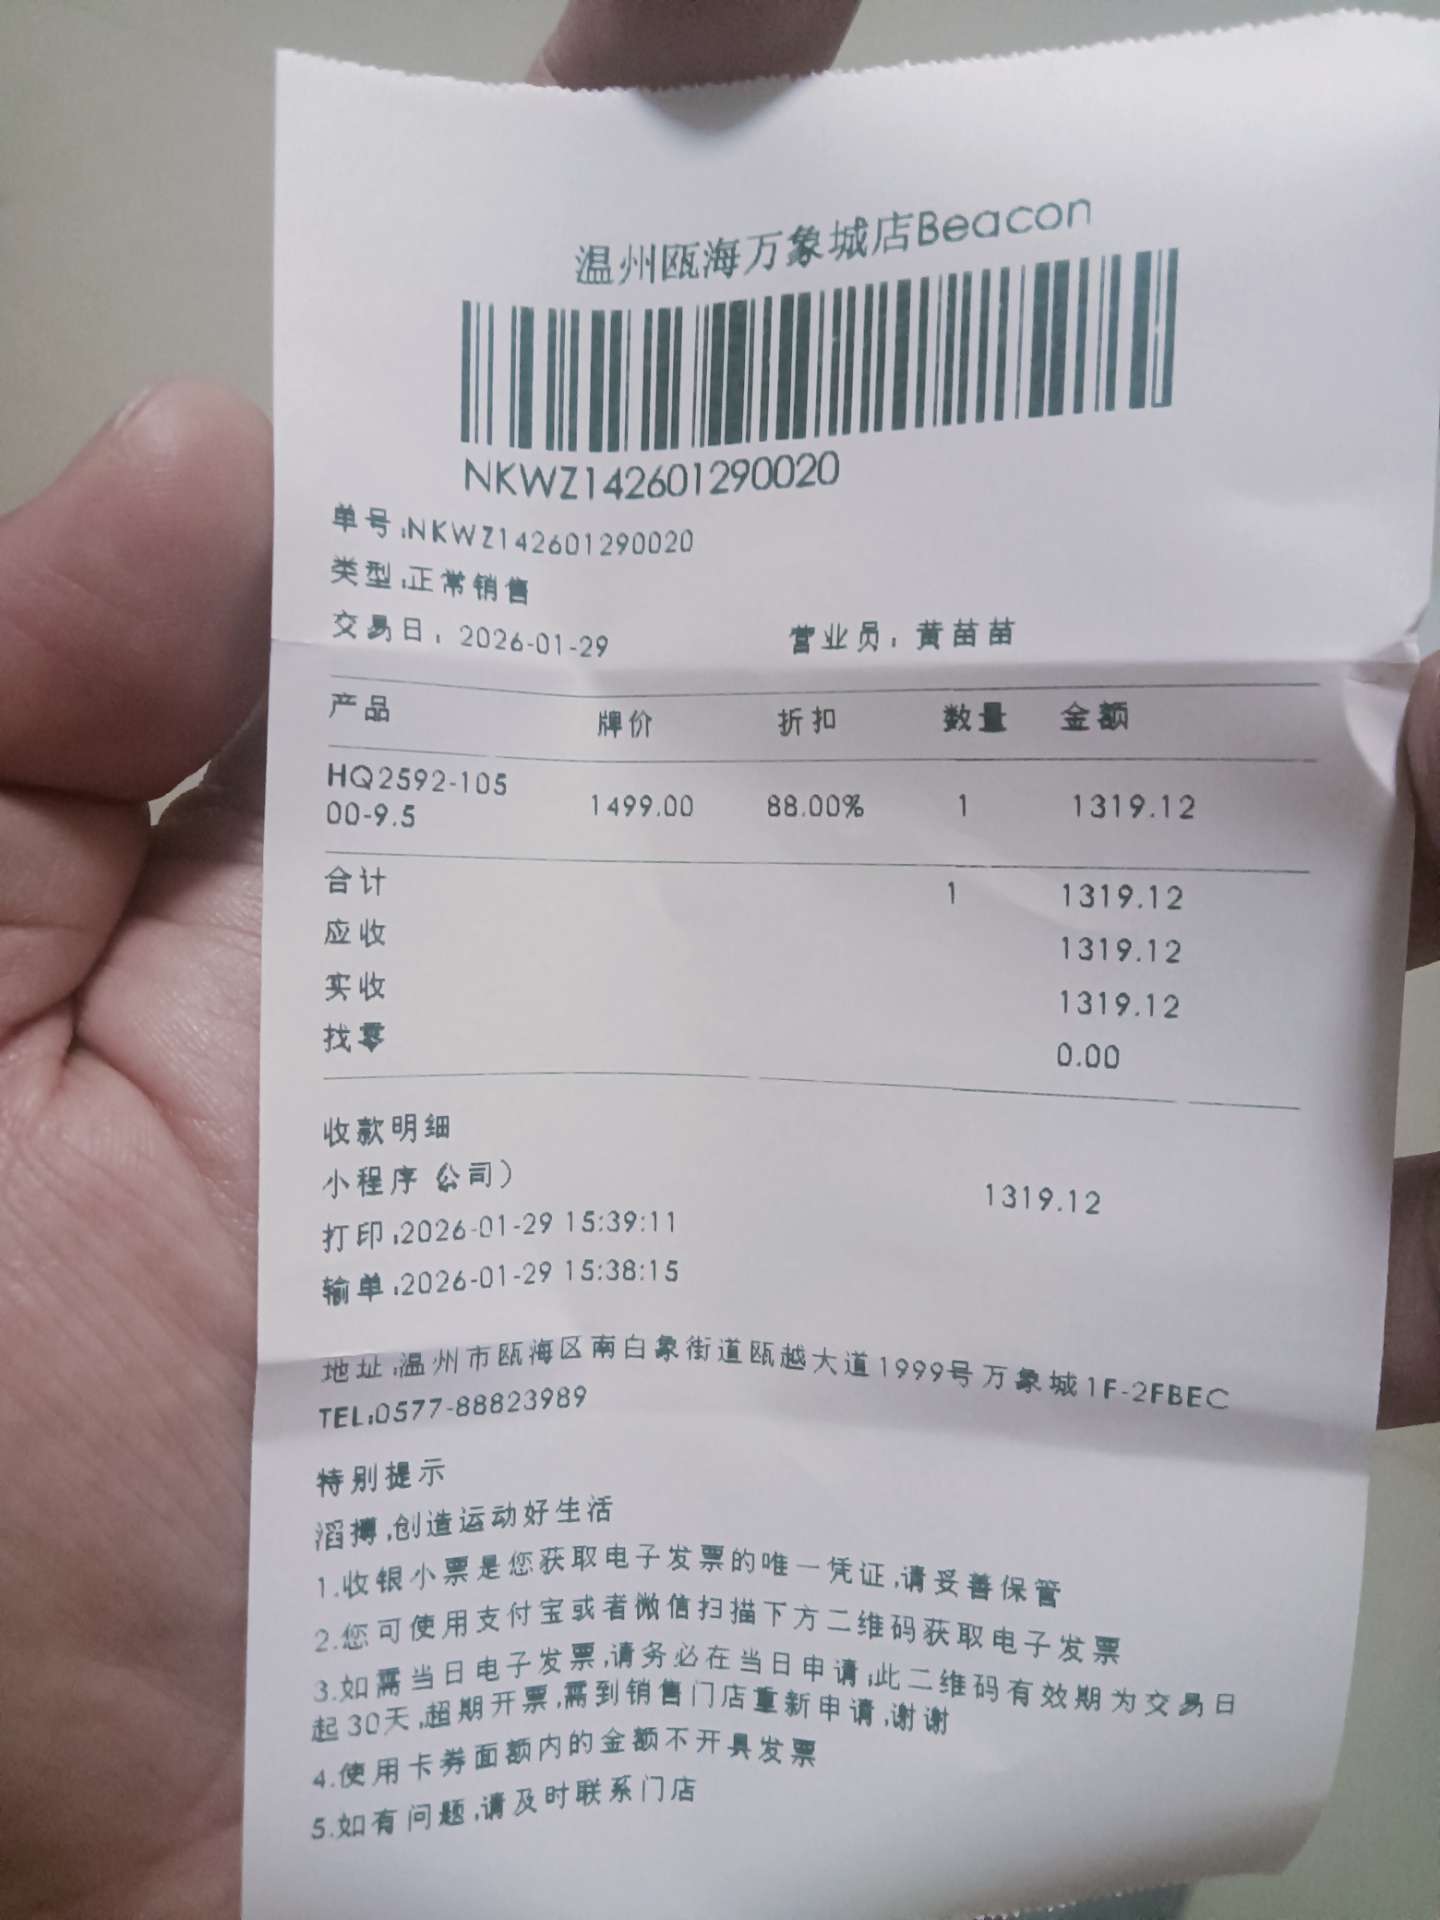 温州瓯海万象城店Beacon
NKWZ142601290020
单号:NKWZ142601290020
类型:正常销售
交易日: 2026-01-29 营业员: 黄苗苗
产品 牌价 折扣 数量 金额
HQ2592-105 1499.00 88.00% 1 1319.12
00-9.5
合计 1 1319.12
应收 1319.12
实收 1319.12
找零 0.00
收款明细
小程序(公司) 1319.12
打印:2026-01-29 15:39:11
输单:2026-01-29 15:38:15
地址:温州市瓯海区南白象街道瓯越大道1999号万象城1F-2FBEC
TEL:0577-88823989
特别提示
滔搏,创造运动好生活
1.收银小票是您获取电子发票的唯一凭证,请妥善保管
2.您可使用支付宝或者微信扫描下方二维码获取电子发票
3.如需当日电子发票,请务必在当日申请;此二维码有效期为交易日
起30天,超期开票,需到销售门店重新申请,谢谢
4.使用卡券面额内的金额不开具发票
5.如有问题,请及时联系门店